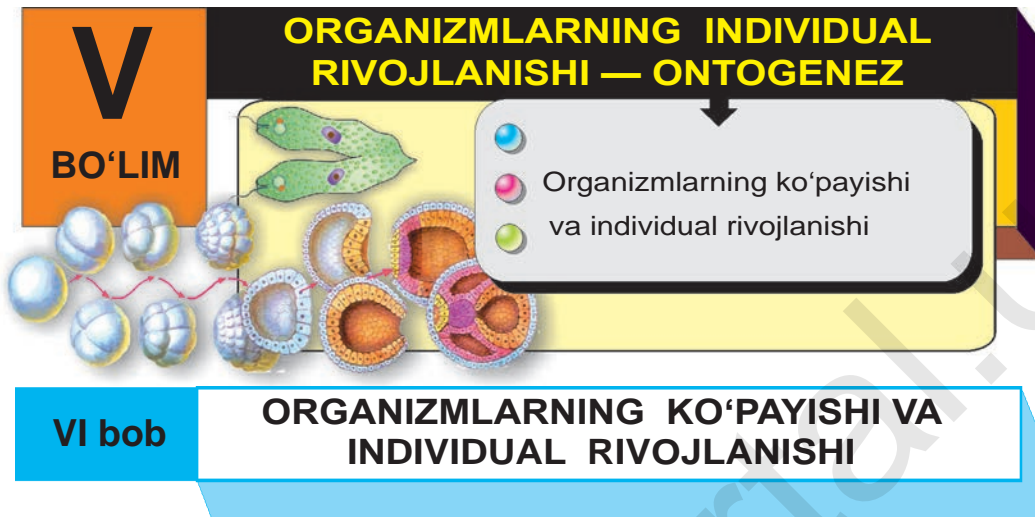 V
BO‘LIM
ORGANIZMLARNING INDIVIDUAL
RIVOJLANISHI — ONTOGENEZ
Organizmlarning ko‘payishi
va individual rivojlanishi
VI bob
ORGANIZMLARNING KO‘PAYISHI VA
INDIVIDUAL RIVOJLANISHI